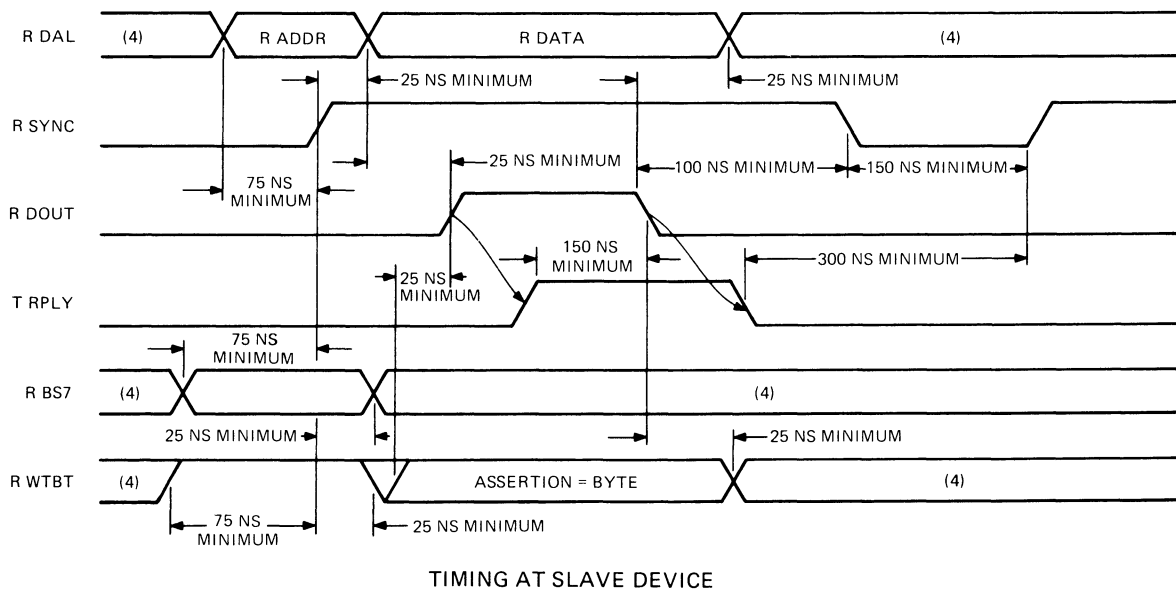 R DAL (4) R ADDR R DATA (4)
25 NS MINIMUM 25 NS MINIMUM
R SYNC
25 NS MINIMUM
100 NS MINIMUM 150 NS MINIMUM
75 NS
MINIMUM
R DOUT
150 NS
MINIMUM
300 NS MINIMUM
25 NS
MINIMUM
T RPLY
75 NS
MINIMUM
R BS7 (4) (4)
25 NS MINIMUM 25 NS MINIMUM
R WTBT (4) ASSERTION = BYTE (4)
75 NS
MINIMUM
25 NS MINIMUM
TIMING AT SLAVE DEVICE